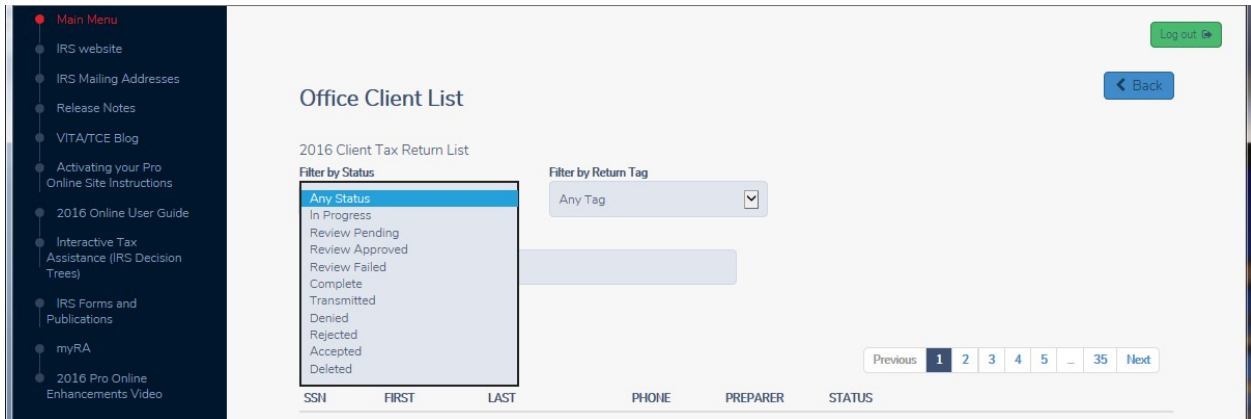 Main Menu
IRS website
IRS Mailing Addresses
Release Notes
VITA/TCE Blog
Activating your Pro
Online Site Instructions
2016 Online User Guide
Interactive Tax
Assistance (IRS Decision
Trees)
IRS Forms and
Publications
myRA
2016 Pro Online
Enhancements Video
Log out
Back
Office Client List
2016 Client Tax Return List
Filter by Status
Any Status
In Progress
Review Pending
Review Approved
Review Failed
Complete
Transmitted
Denied
Rejected
Accepted
Deleted
Filter by Return Tag
Any Tag
Previous 1 2 3 4 5 ... 35 Next
SSN FIRST LAST PHONE PREPARER STATUS